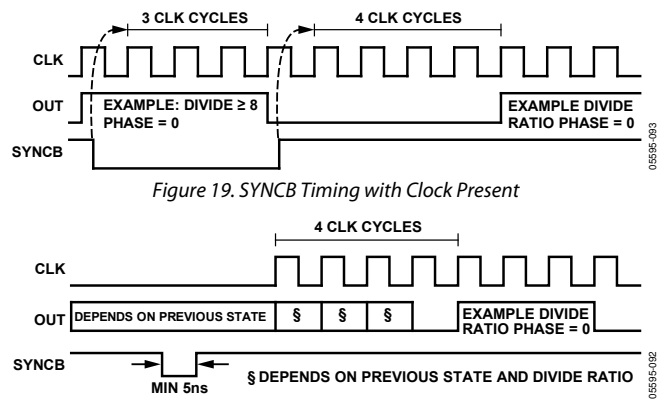 3 CLK CYCLES
4 CLK CYCLES
CLK
OUT
EXAMPLE: DIVIDE ≥ 8
PHASE = 0
EXAMPLE DIVIDE
RATIO PHASE = 0
SYNCB
05595-093
Figure 19. SYNCB Timing with Clock Present
4 CLK CYCLES
CLK
OUT
DEPENDS ON PREVIOUS STATE
§
§
§
EXAMPLE DIVIDE
RATIO PHASE = 0
SYNCB
MIN 5ns
§ DEPENDS ON PREVIOUS STATE AND DIVIDE RATIO
05595-092